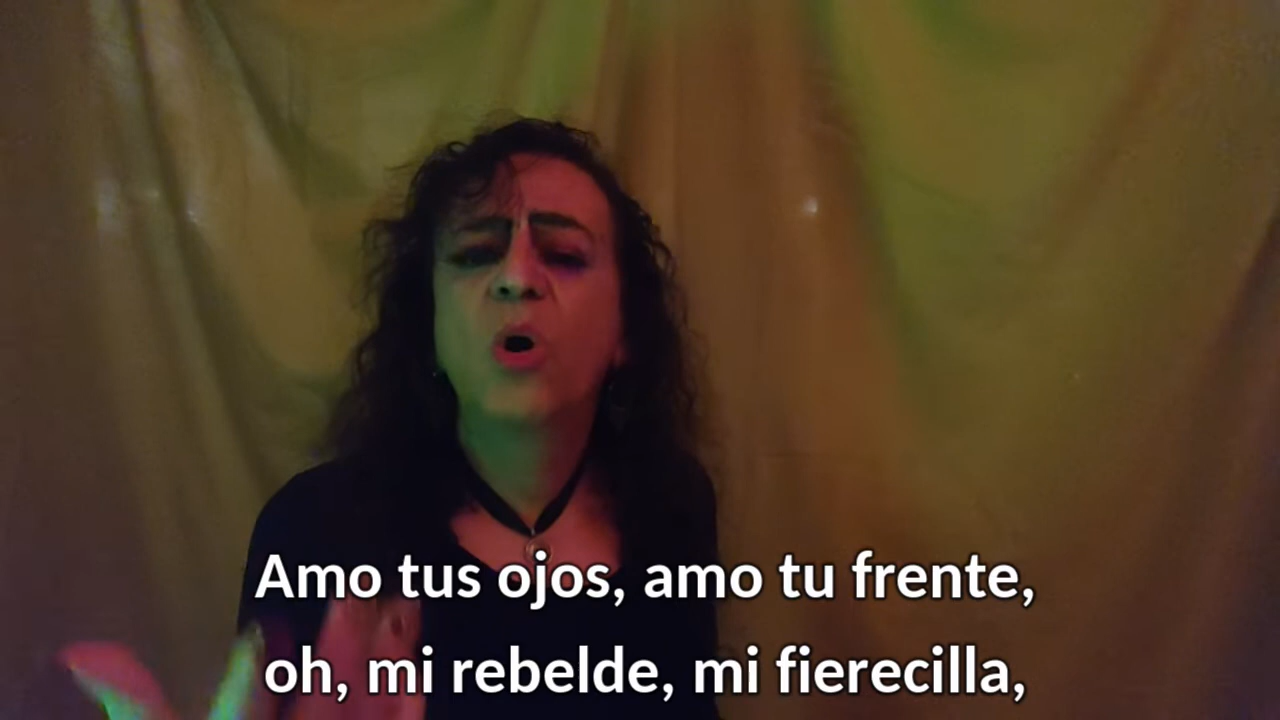 Amo tus ojos, amo tu frente,
oh, mi rebelde, mi fierecilla,